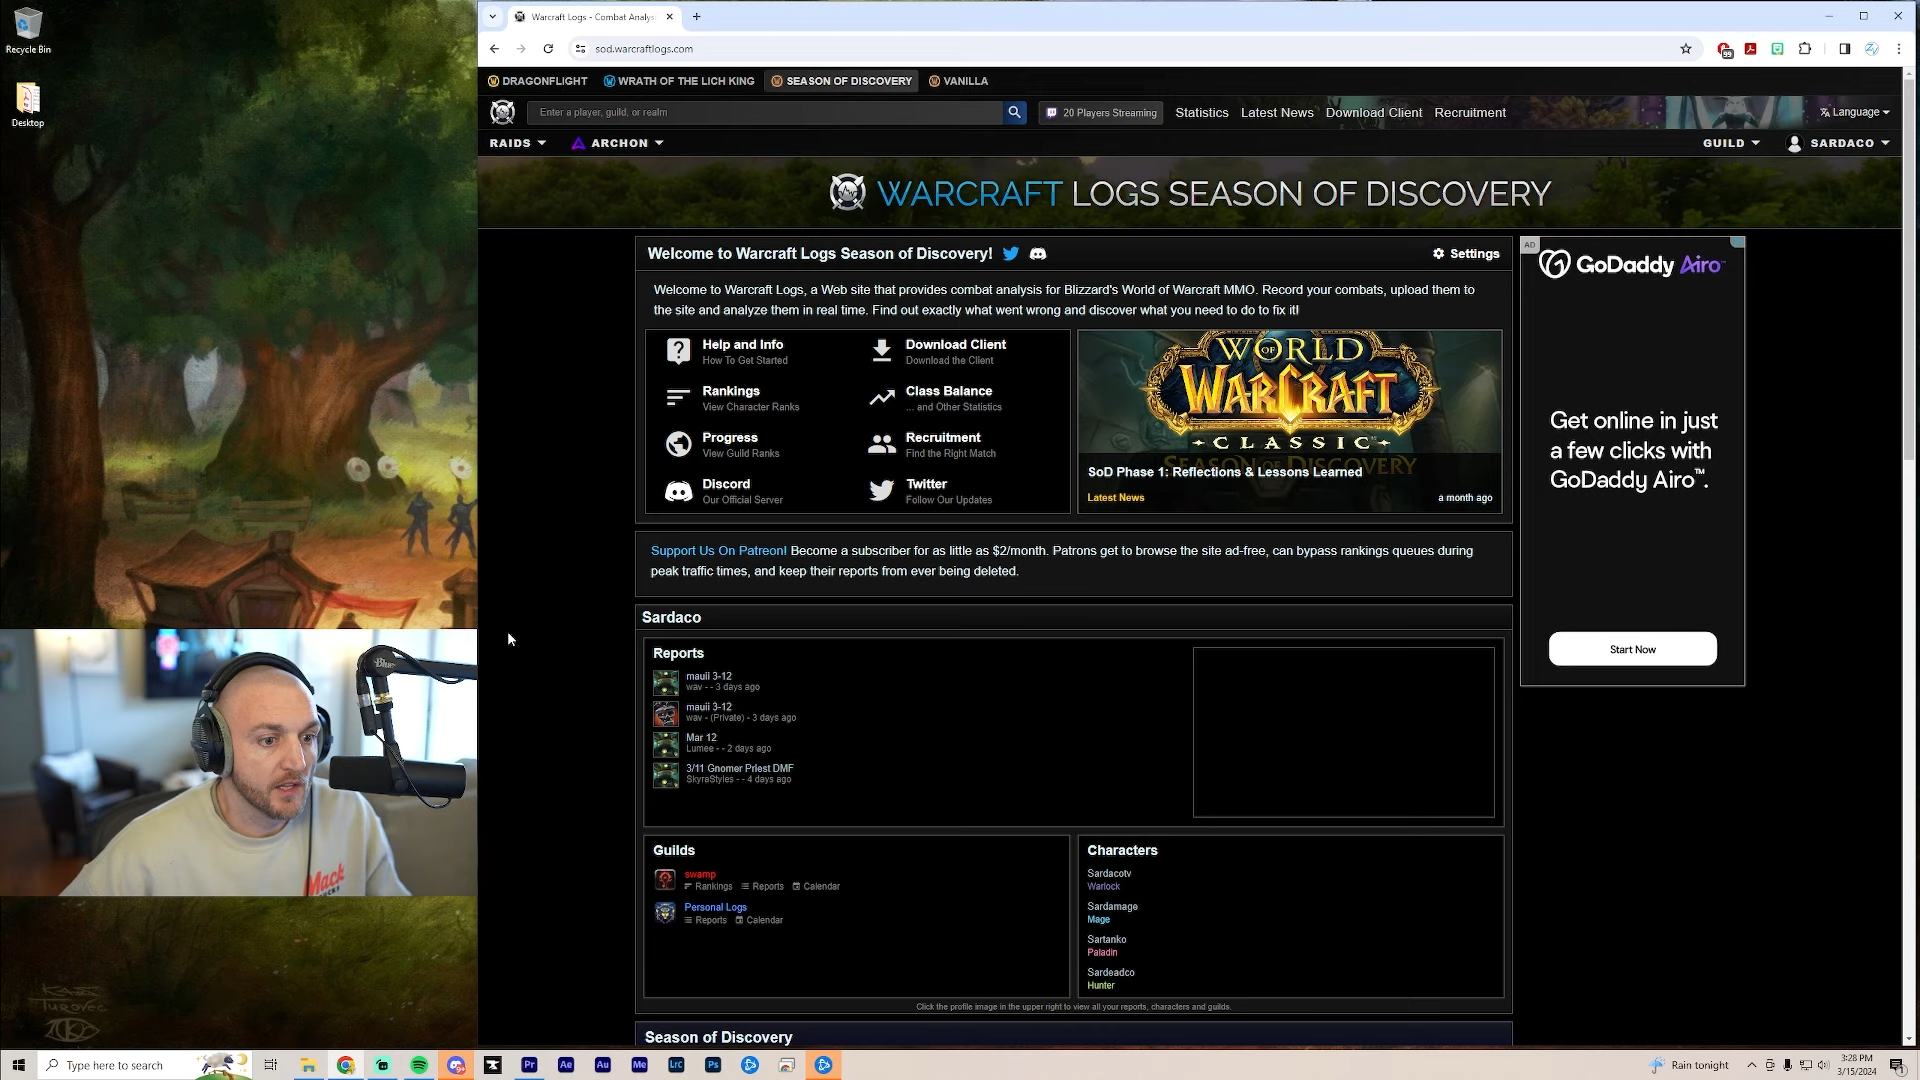 Recycle Bin
Desktop
Warcraft Logs - Combat Analys
sod.warcraftlogs.com
99
DRAGONFLIGHT
WRATH OF THE LICH KING
SEASON OF DISCOVERY
VANILLA
Enter a player, guild, or realm
20 Players Streaming
Statistics
Latest News
Download Client
Recruitment
Language
RAIDS
ARCHON
GUILD
SARDACO
WARCRAFT LOGS SEASON OF DISCOVERY
Welcome to Warcraft Logs Season of Discovery!
Settings
Welcome to Warcraft Logs, a Web site that provides combat analysis for Blizzard's World of Warcraft MMO. Record your combats, upload them to
the site and analyze them in real time. Find out exactly what went wrong and discover what you need to do to fix it!
Help and Info
How To Get Started
Download Client
Download the Client
Rankings
View Character Ranks
Class Balance
... and Other Statistics
Progress
View Guild Ranks
Recruitment
Find the Right Match
Discord
Our Official Server
Twitter
Follow Our Updates
WORLD
OF
WARCRAFT
CLASSIC
SEASON OF DISCOVERY
SoD Phase 1: Reflections & Lessons Learned
Latest News
a month ago
AD
GoDaddy Airo™
Get online in just
a few clicks with
GoDaddy Airo™.
Start Now
Support Us On Patreon! Become a subscriber for as little as $2/month. Patrons get to browse the site ad-free, can bypass rankings queues during
peak traffic times, and keep their reports from ever being deleted.
Sardaco
Reports
mauii 3-12
wav - - 3 days ago
mauii 3-12
wav - (Private) - 3 days ago
Mar 12
Lumee - - 2 days ago
3/11 Gnomer Priest DMF
SkyraStyles - - 4 days ago
Guilds
swamp
Rankings
Reports
Calendar
Personal Logs
Reports
Calendar
Characters
Sardacotv
Warlock
Sardamage
Mage
Sartanko
Paladin
Sardeadco
Hunter
Click the profile image in the upper right to view all your reports, characters and guilds.
Season of Discovery
Blue
Mack
Type here to search
Pr
Ae
Au
Me
Lrc
Ps
Rain tonight
3:28 PM
3/15/2024